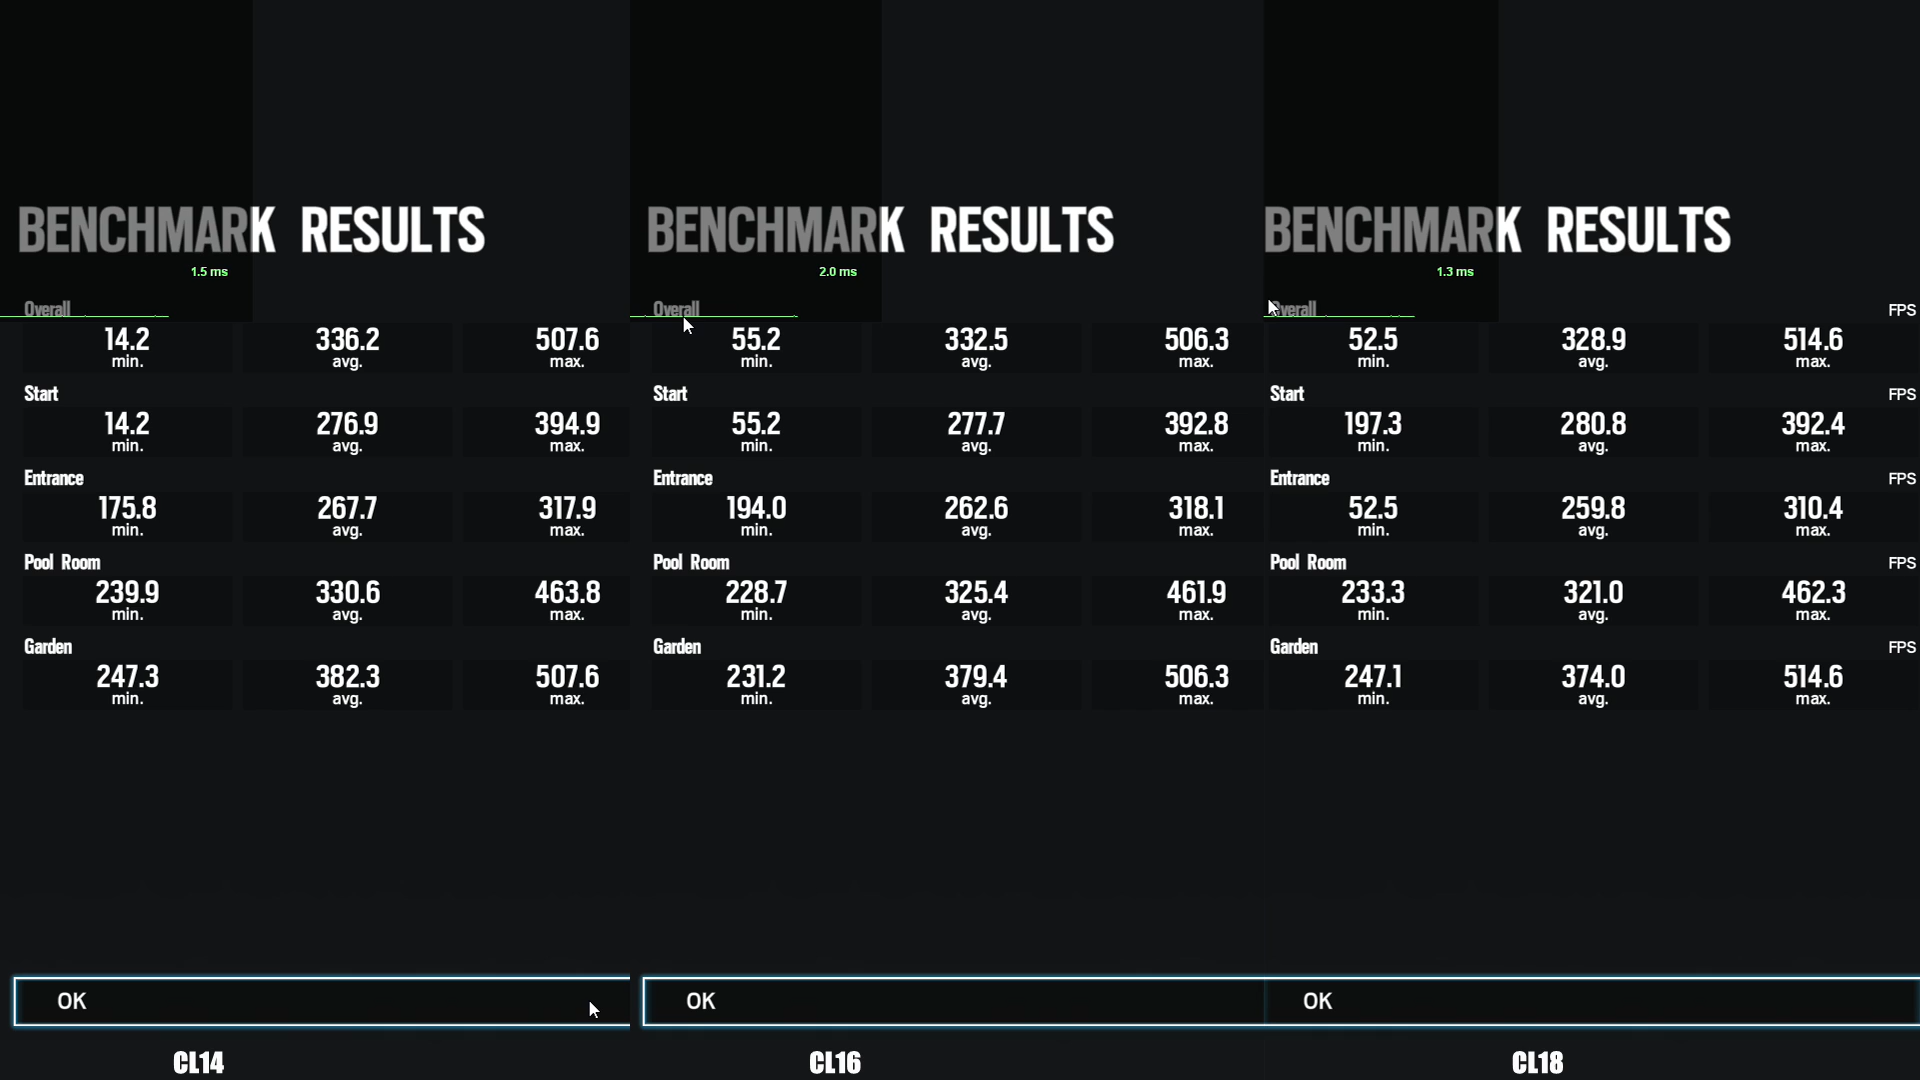 BENCHMARK RESULTS
1.5 ms
Overall
14.2 336.2 507.6
min. avg. max.
Start
14.2 276.9 394.9
min. avg. max.
Entrance
175.8 267.7 317.9
min. avg. max.
Pool Room
239.9 330.6 463.8
min. avg. max.
Garden
247.3 382.3 507.6
min. avg. max.
OK
CL14
BENCHMARK RESULTS
2.0 ms
Overall
55.2 332.5 506.3
min. avg. max.
Start
55.2 277.7 392.8
min. avg. max.
Entrance
194.0 262.6 318.1
min. avg. max.
Pool Room
228.7 325.4 461.9
min. avg. max.
Garden
231.2 379.4 506.3
min. avg. max.
OK
CL16
BENCHMARK RESULTS
1.3 ms
Overall FPS
52.5 328.9 514.6
min. avg. max.
Start FPS
197.3 280.8 392.4
min. avg. max.
Entrance FPS
52.5 259.8 310.4
min. avg. max.
Pool Room FPS
233.3 321.0 462.3
min. avg. max.
Garden FPS
247.1 374.0 514.6
min. avg. max.
OK
CL18